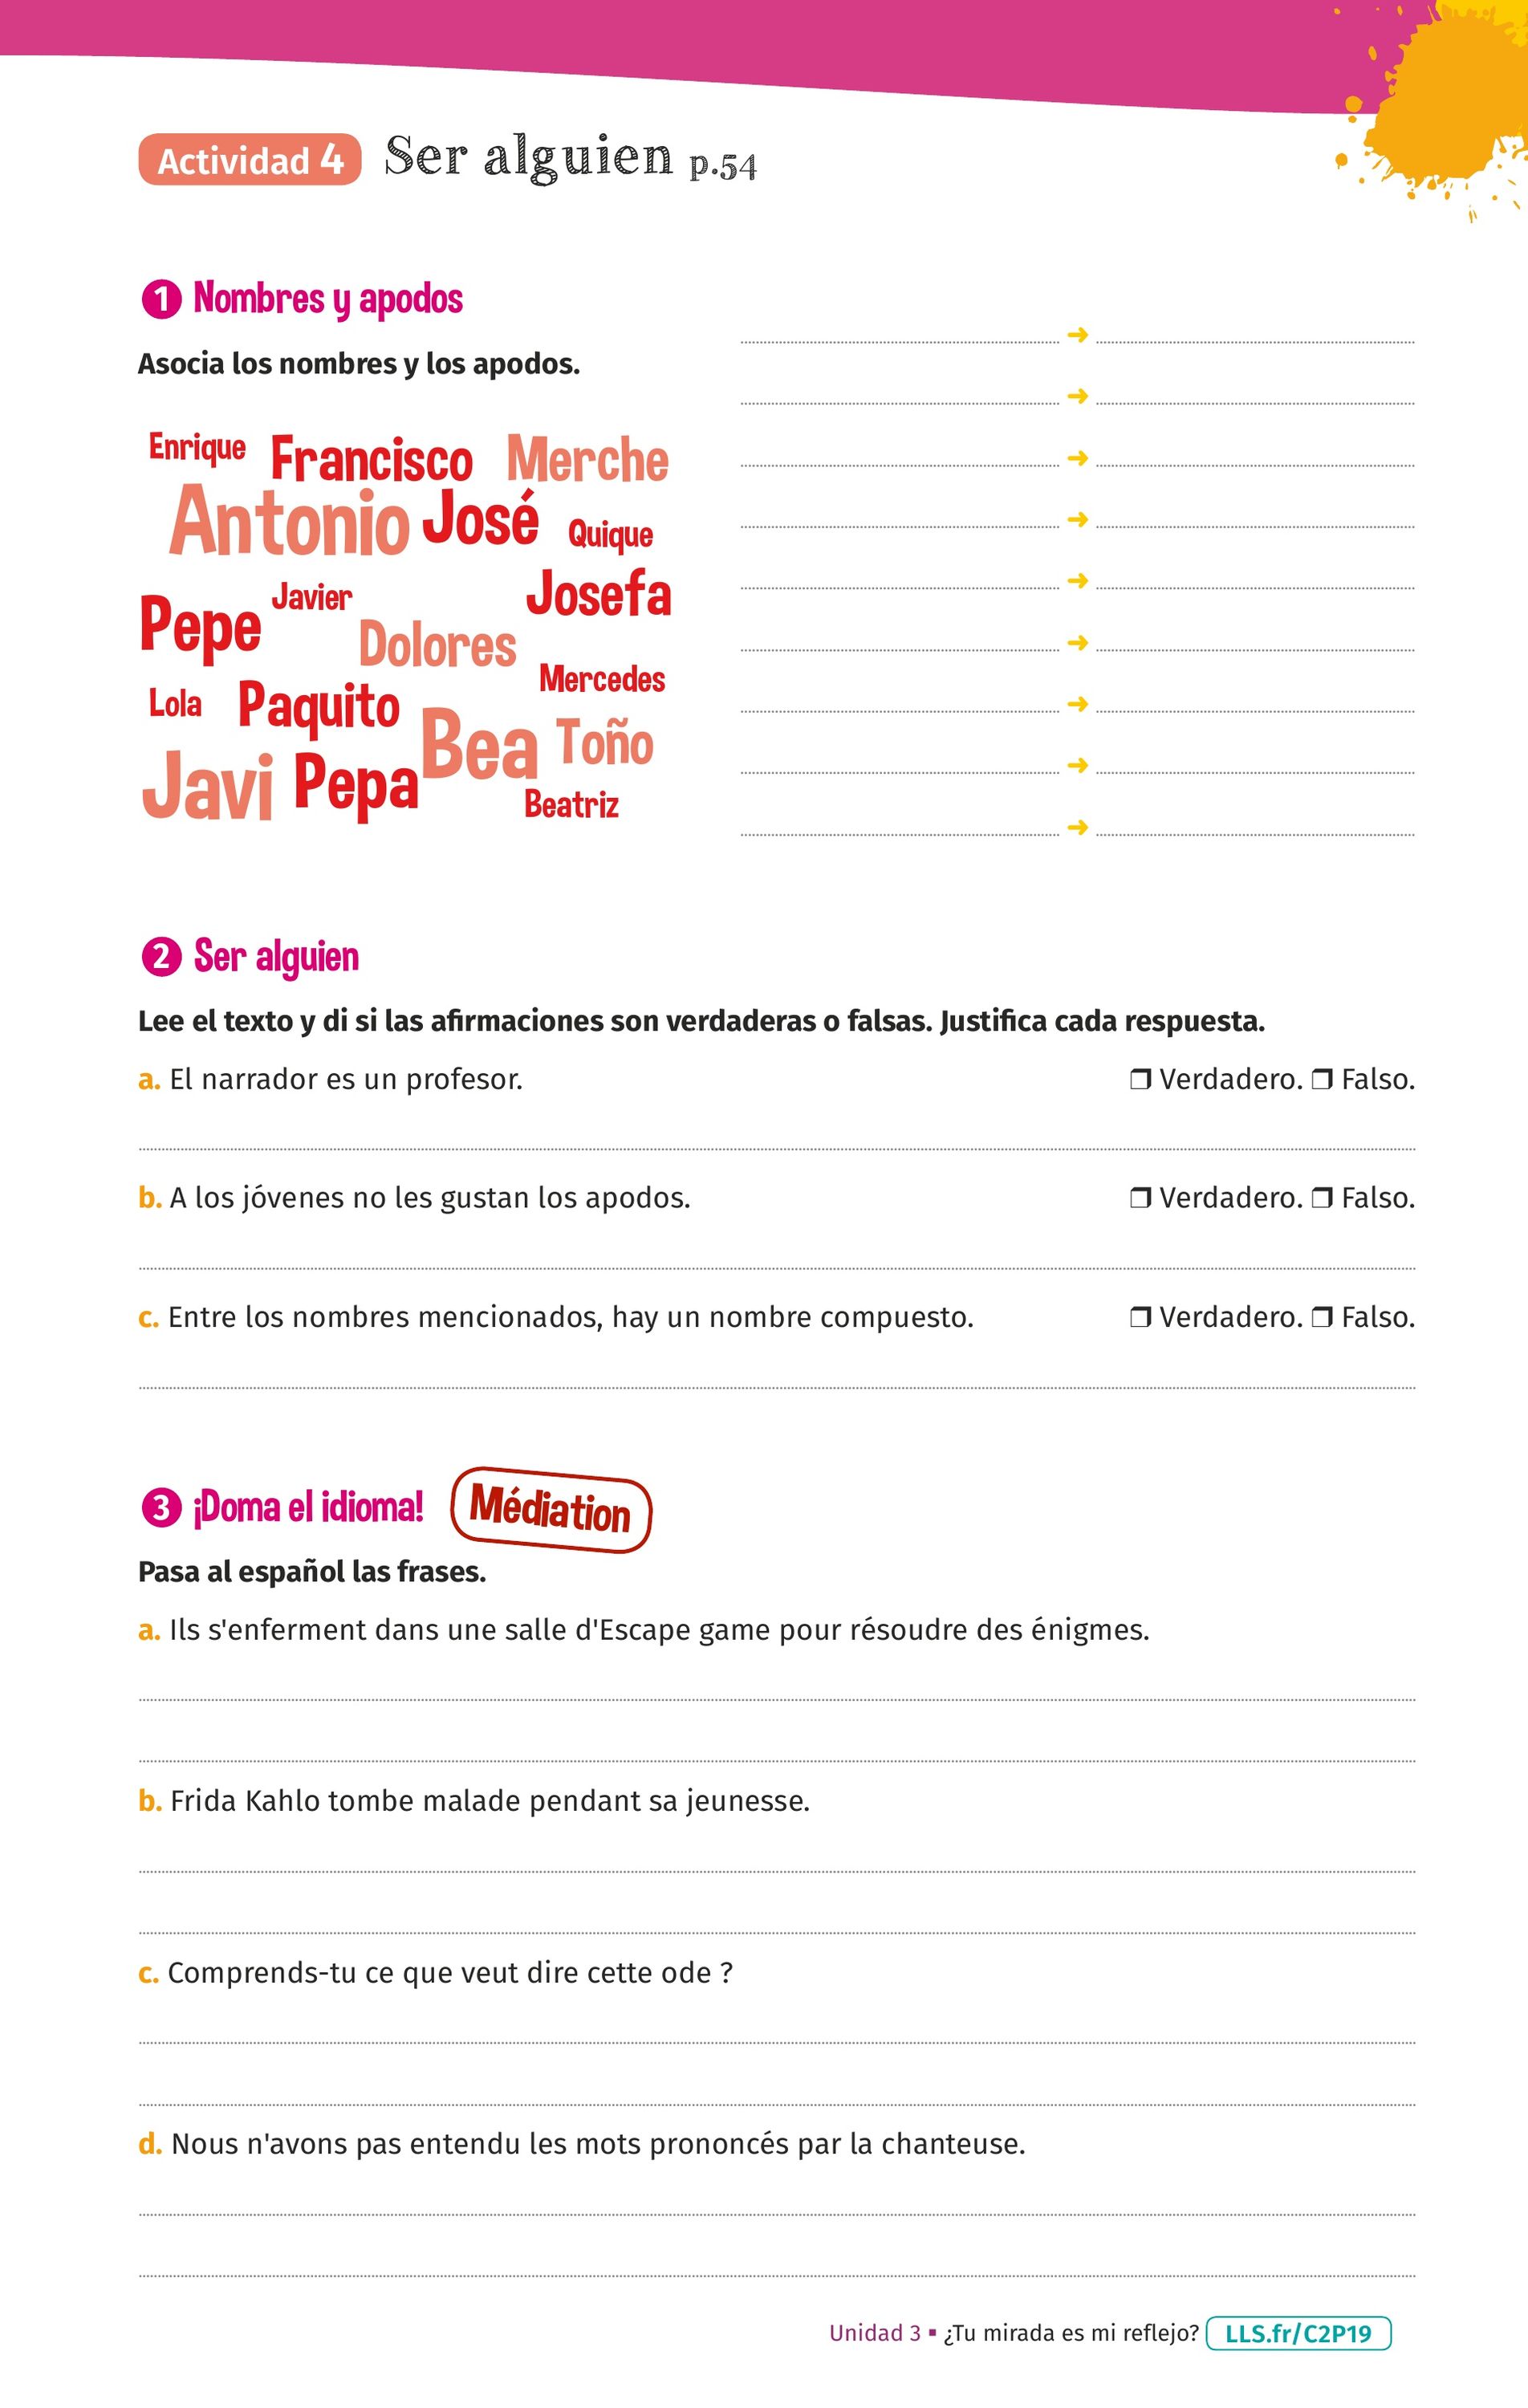 Actividad 4 Ser alguien p.54
1 Nombres y apodos
Asocia los nombres y los apodos.
Enrique Francisco Merche
Antonio José Quique
Pepe Javier Josefa
Dolores
Mercedes
Lola Paquito
Bea Toño
Javi Pepa
Beatriz
➜
➜
➜
➜
➜
➜
➜
➜
➜
2 Ser alguien
Lee el texto y di si las afirmaciones son verdaderas o falsas. Justifica cada respuesta.
a. El narrador es un profesor. ❒ Verdadero. ❒ Falso.
b. A los jóvenes no les gustan los apodos. ❒ Verdadero. ❒ Falso.
c. Entre los nombres mencionados, hay un nombre compuesto. ❒ Verdadero. ❒ Falso.
3 ¡Doma el idioma! Médiation
Pasa al español las frases.
a. Ils s'enferment dans une salle d'Escape game pour résoudre des énigmes.
b. Frida Kahlo tombe malade pendant sa jeunesse.
c. Comprends-tu ce que veut dire cette ode ?
d. Nous n'avons pas entendu les mots prononcés par la chanteuse.
Unidad 3 ▪ ¿Tu mirada es mi reflejo? LLS.fr/C2P19